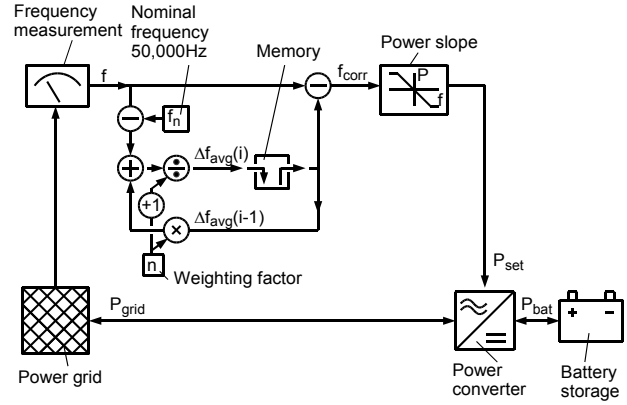 Frequency
measurement
Nominal
frequency
50,000Hz
Memory
Power slope
f
f_corr
P
f
f_n
Δf_avg(i)
+1
Δf_avg(i-1)
n
Weighting factor
P_set
P_grid
P_bat
Power grid
Power
converter
Battery
storage